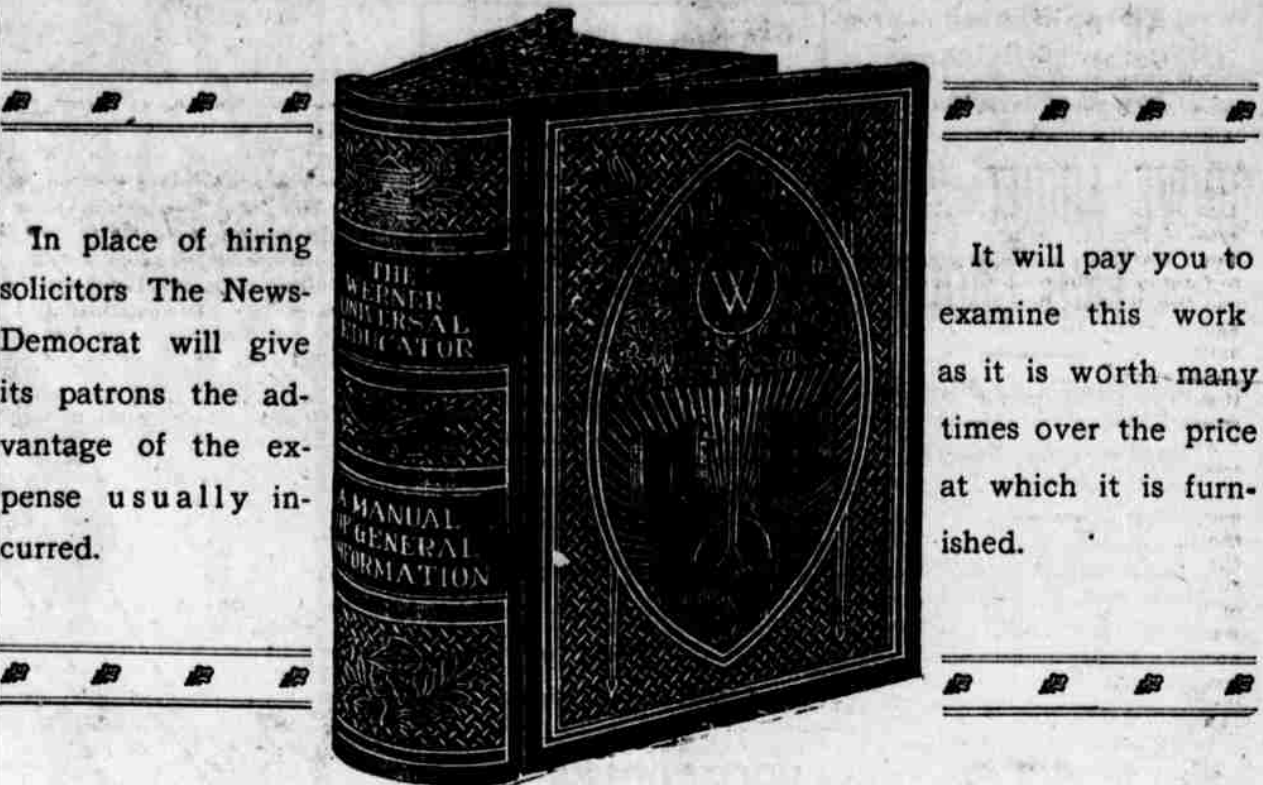 In place of hiring
solicitors The News-
Democrat will give
its patrons the ad-
vantage of the ex-
pense usually in-
curred.
THE
WERNER
UNIVERSAL
EDUCATOR
A MANUAL
OF GENERAL
INFORMATION
W
It will pay you to
examine this work
as it is worth many
times over the price
at which it is furn-
ished.